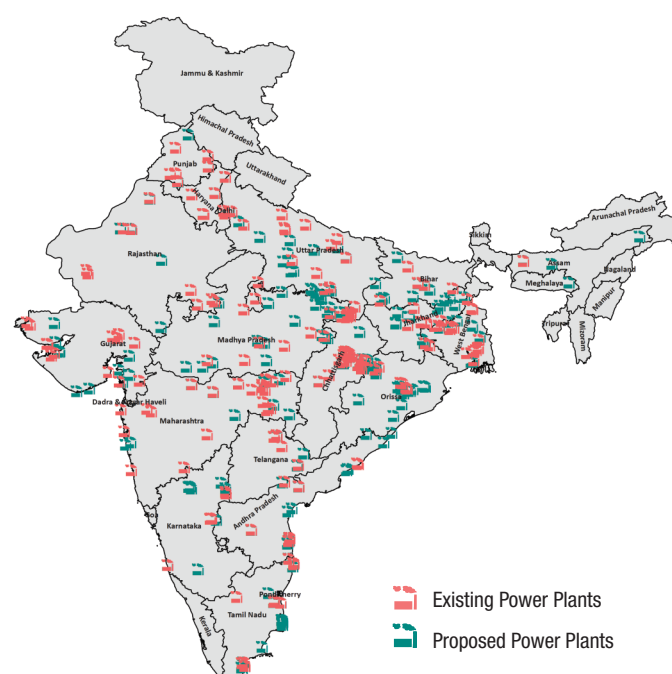 Jammu & Kashmir
Himachal Pradesh
Punjab
Uttarakhand
Haryana
Delhi
Arunachal Pradesh
Sikkim
Rajasthan
Uttar Pradesh
Assam
Nagaland
Bihar
Meghalaya
Manipur
Jharkhand
Tripura
Mizoram
West Bengal
Gujarat
Madhya Pradesh
Chhattisgarh
Orissa
Dadra & Nagar Haveli
Maharashtra
Telangana
Andhra Pradesh
Goa
Karnataka
Pondicherry
Tamil Nadu
Kerala
Existing Power Plants
Proposed Power Plants